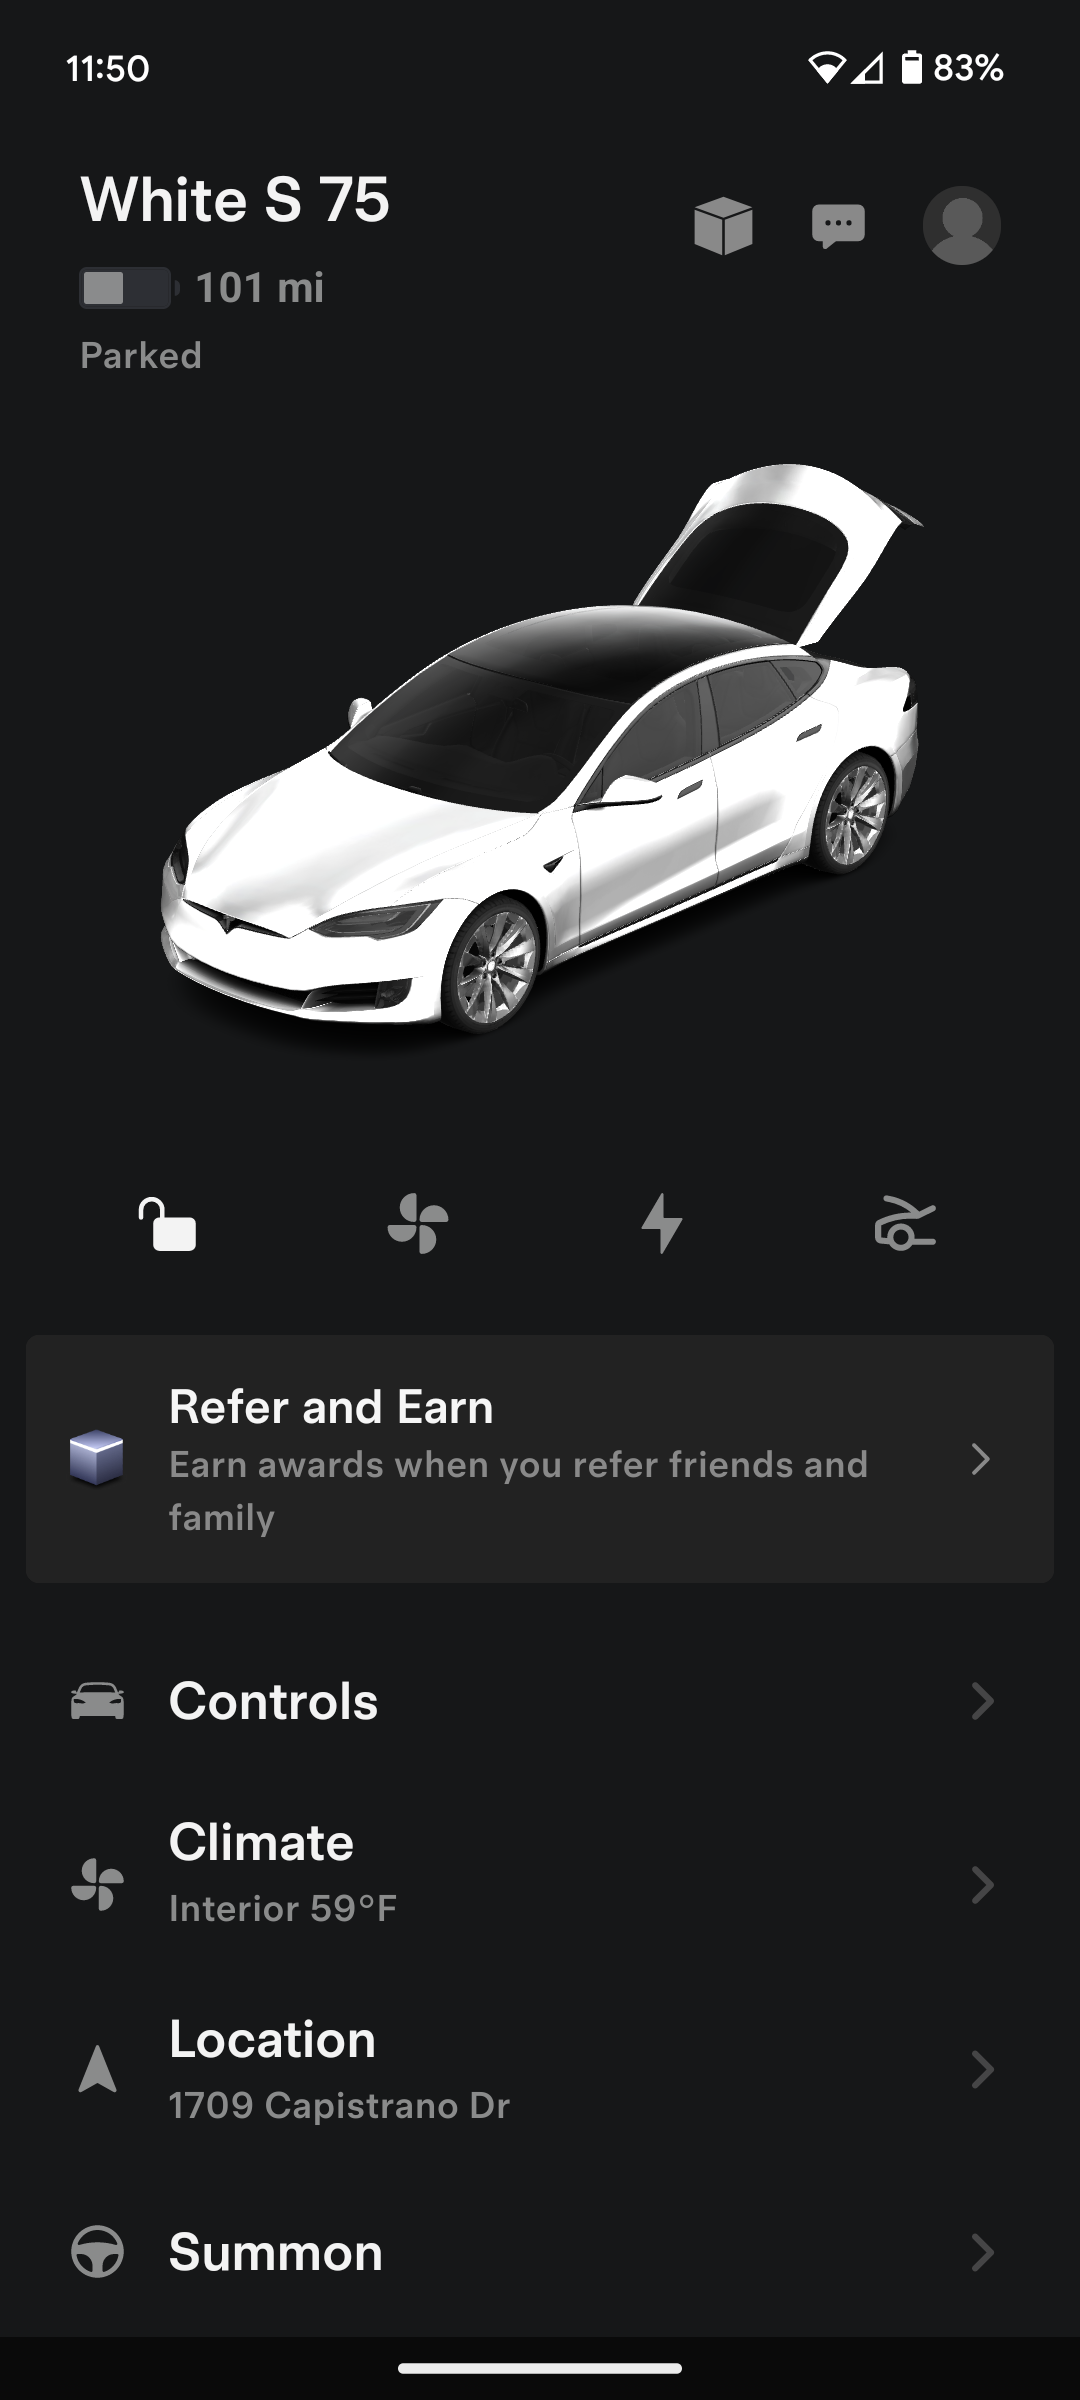 11:50
83%
White S 75
101 mi
Parked
Refer and Earn
Earn awards when you refer friends and
family
Controls
Climate
Interior 59°F
Location
1709 Capistrano Dr
Summon